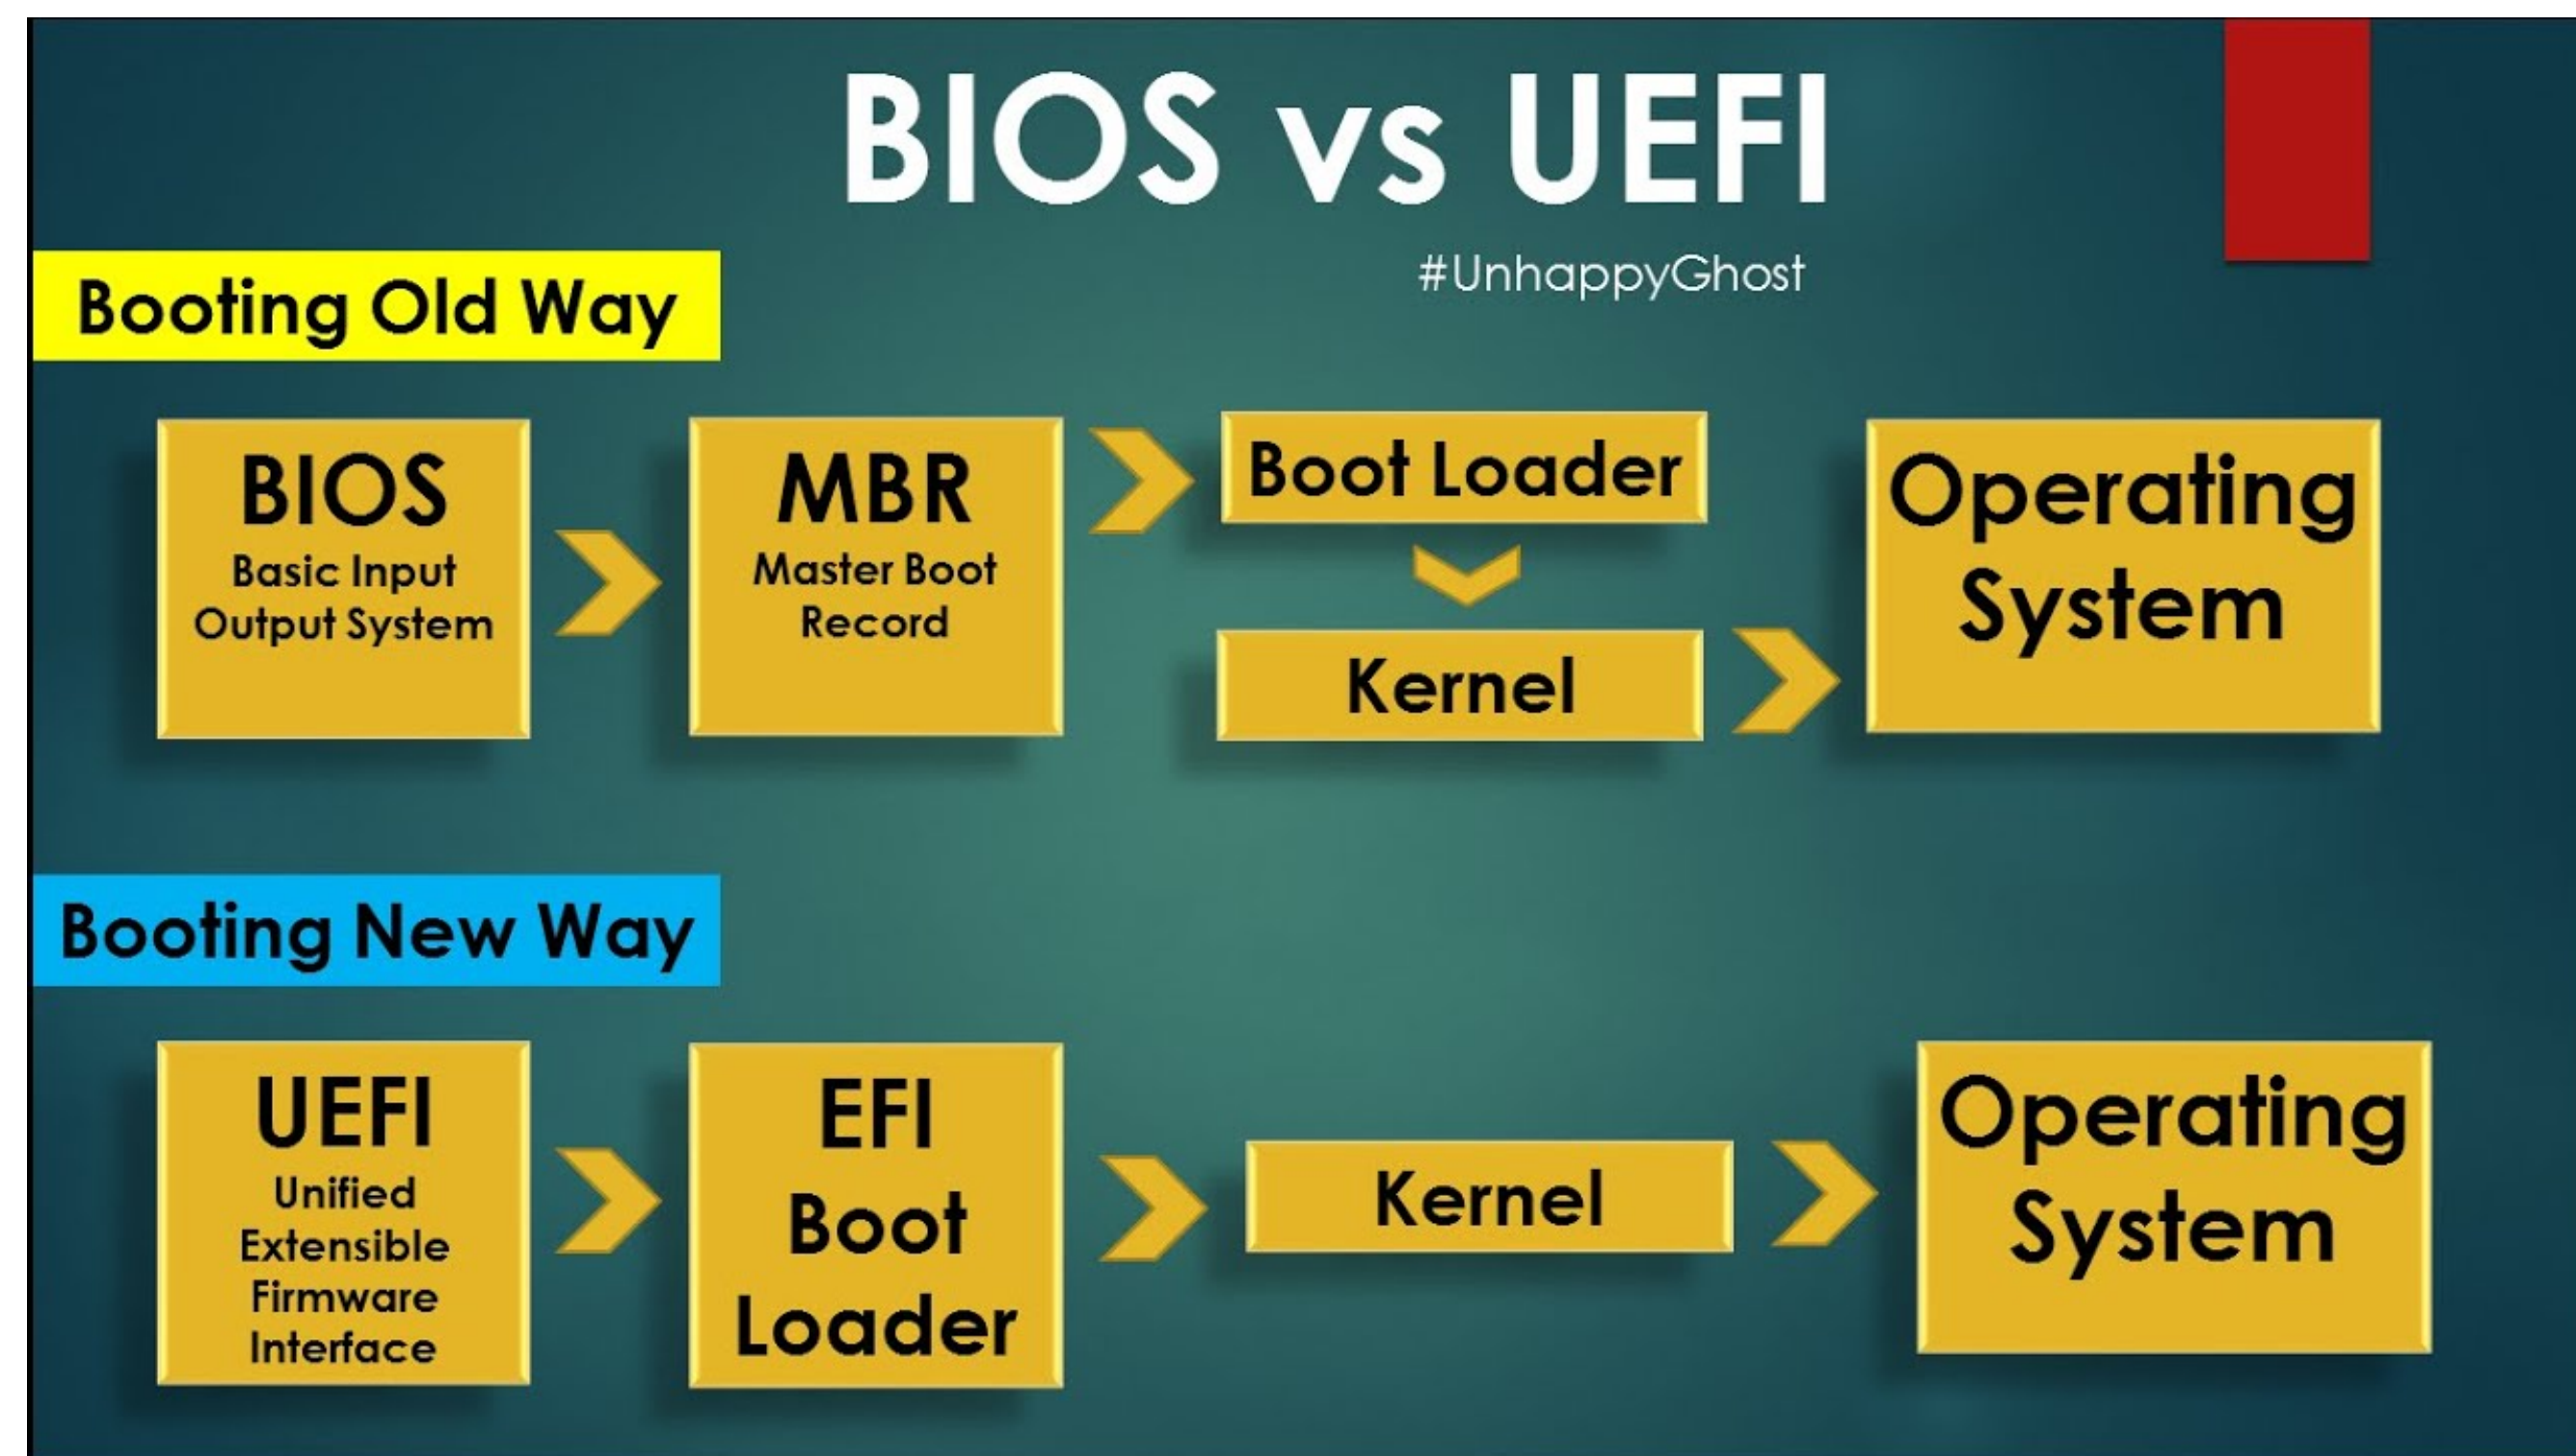 BIOS vs UEFI
#UnhappyGhost
Booting Old Way
BIOS
Basic Input
Output System
MBR
Master Boot
Record
Boot Loader
Kernel
Operating
System
Booting New Way
UEFI
Unified
Extensible
Firmware
Interface
EFI
Boot
Loader
Kernel
Operating
System